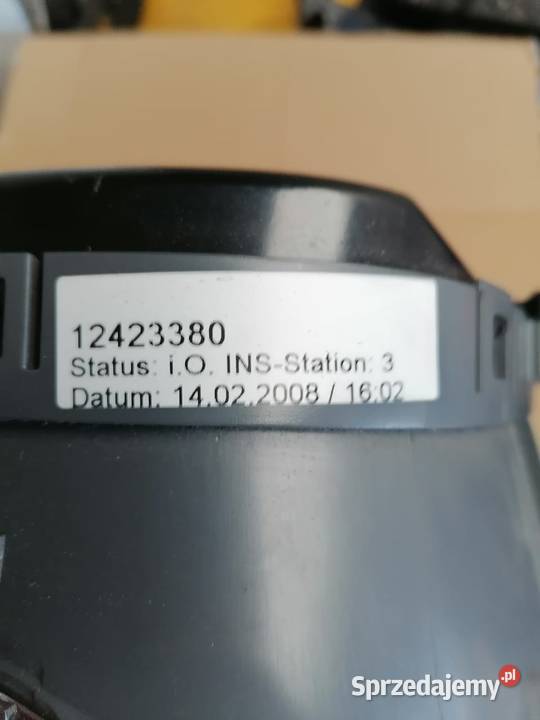 12423380
Status: i.O. INS-Station: 3
Datum: 14.02.2008 / 16:02
Sprzedajemy.pl